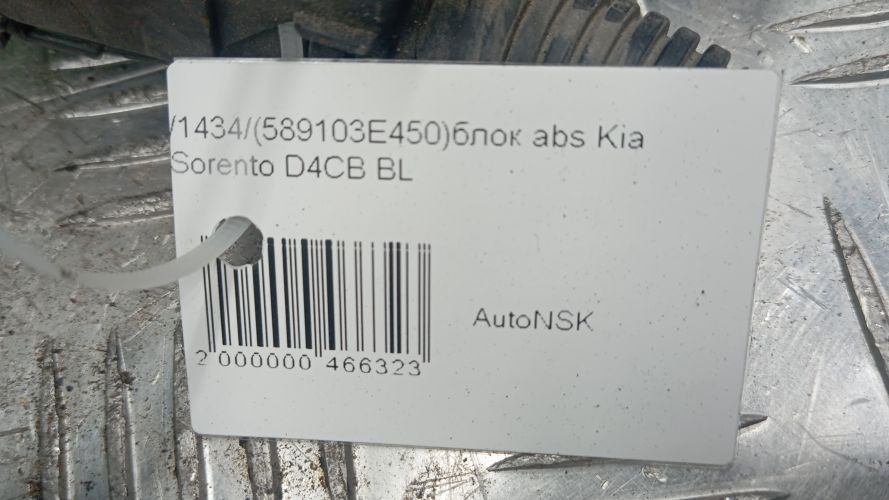 /1434/(589103E450)блок abs Kia
Sorento D4CB BL
AutoNSK
2 000000 466323